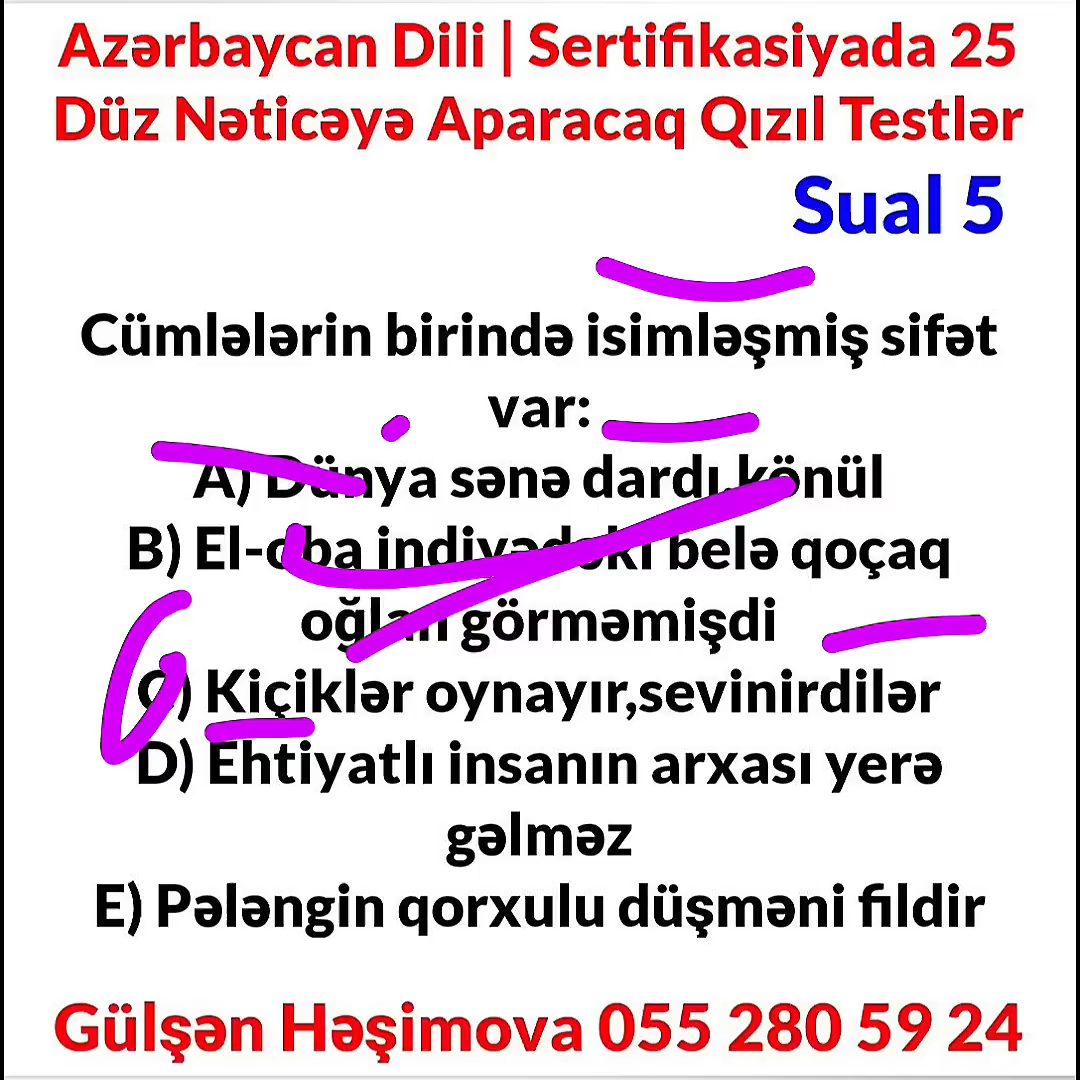 Azərbaycan Dili | Sertifikasiyada 25
Düz Nəticəyə Aparacaq Qızıl Testlər
Sual 5
Cümlələrin birində isimləşmiş sifət
var:
A) Dünya sənə dardı,könül
B) El-oba indiyədəki belə qoçaq
oğlan görməmişdi
C) Kiçiklər oynayır,sevinirdilər
D) Ehtiyatlı insanın arxası yerə
gəlməz
E) Pələngin qorxulu düşməni fildir
Gülşən Həşimova 055 280 59 24